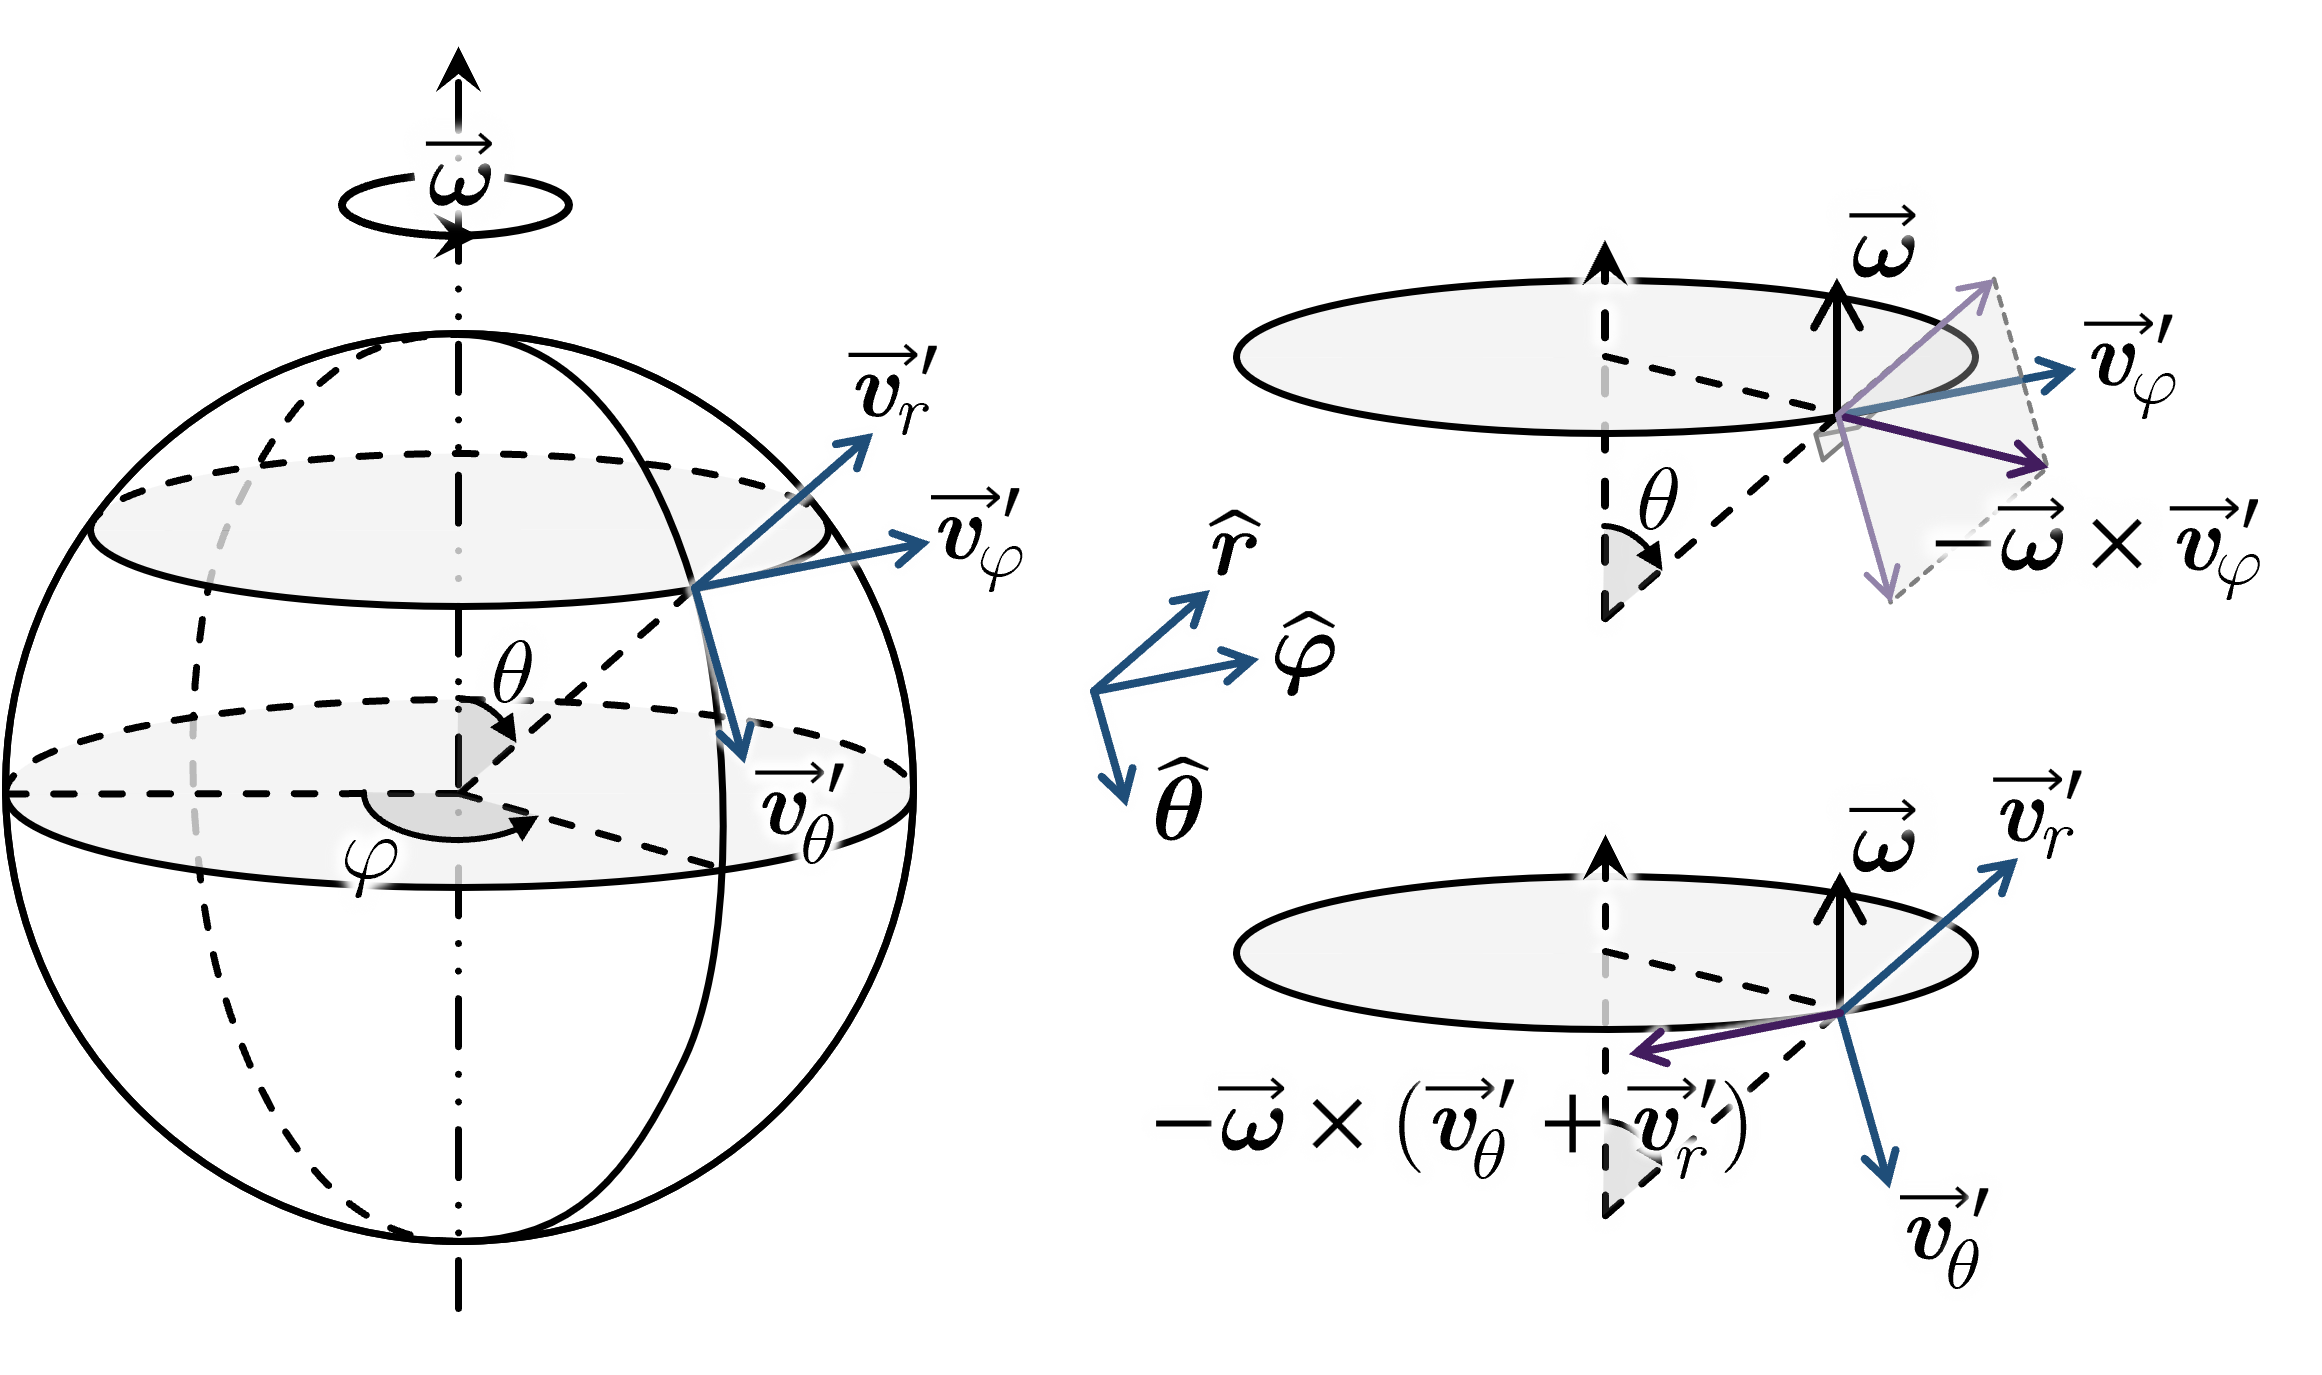 $\vec{\omega}$
$\vec{v}_r'$
$\vec{v}_\varphi'$
$\theta$
$\vec{v}_\theta'$
$\varphi$
$\hat{r}$
$\hat{\varphi}$
$\hat{\theta}$
$\vec{\omega}$
$\vec{v}_\varphi'$
$\theta$
$-\vec{\omega} \times \vec{v}_\varphi'$
$\vec{v}_r'$
$\vec{\omega}$
$-\vec{\omega} \times (\vec{v}_\theta' + \vec{v}_r')$
$\vec{v}_\theta'$